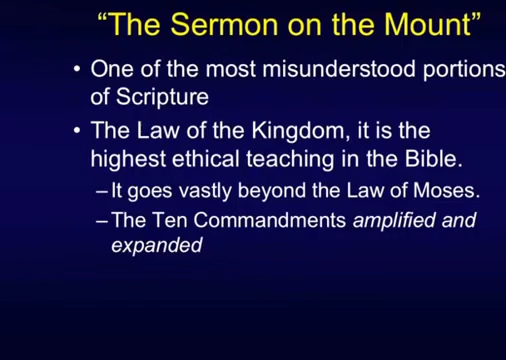 “The Sermon on the Mount”
• One of the most misunderstood portions
of Scripture
• The Law of the Kingdom, it is the
highest ethical teaching in the Bible.
–It goes vastly beyond the Law of Moses.
–The Ten Commandments amplified and
expanded